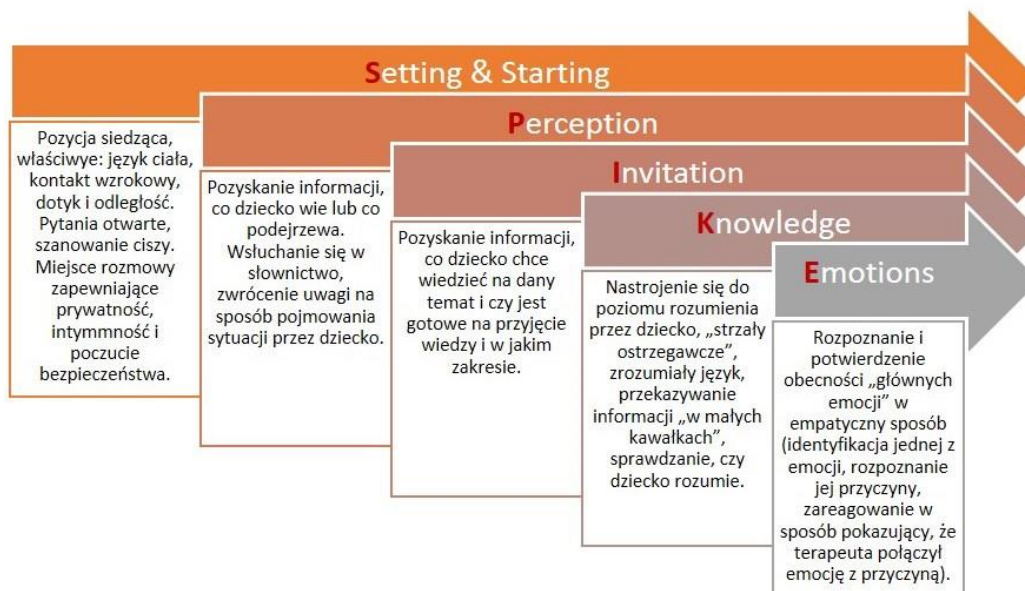 Setting & Starting
Pozycja siedząca,
właściwye: język ciała,
kontakt wzrokowy,
dotyk i odległość.
Pytania otwarte,
szanowanie ciszy.
Miejsce rozmowy
zapewniające
prywatność,
intymmność i
poczucie
bezpieczeństwa.
Perception
Pozyskanie informacji,
co dziecko wie lub co
podejrzewa.
Wsłuchanie się w
słownictwo,
zwrócenie uwagi na
sposób pojmowania
sytuacji przez dziecko.
Invitation
Pozyskanie informacji,
co dziecko chce
wiedzieć na dany
temat i czy jest
gotowe na przyjęcie
wiedzy i w jakim
zakresie.
Knowledge
Nastrojenie się do
poziomu rozumienia
przez dziecko, „strzały
ostrzegawcze”,
zrozumiały język,
przekazywanie
informacji „w małych
kawałkach”,
sprawdzanie, czy
dziecko rozumie.
Emotions
Rozpoznanie i
potwierdzenie
obecności „głównych
emocji” w
empatyczny sposób
(identyfikacja jednej z
emocji, rozpoznanie
jej przyczyny,
zareagowanie w
sposób pokazujący, że
terapeuta połączył
emocję z przyczyną).